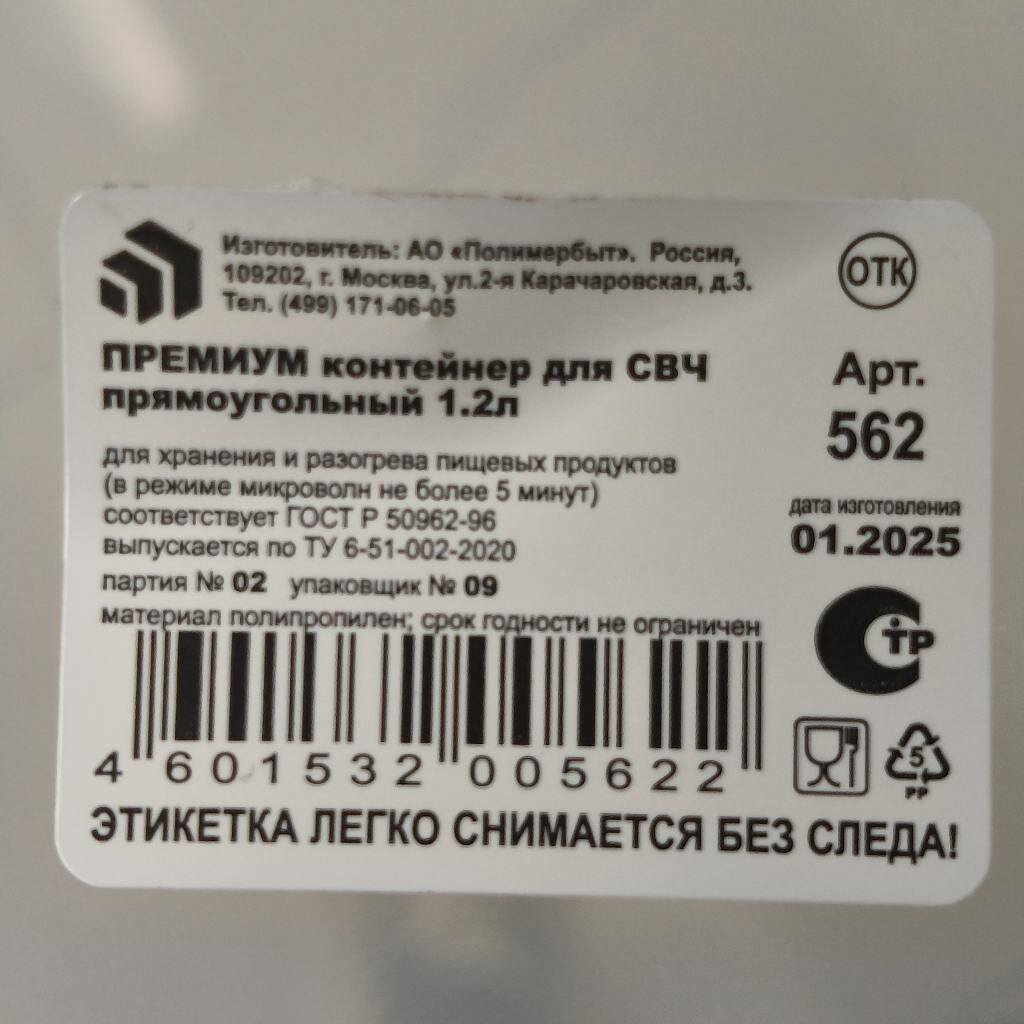 Изготовитель: АО «Полимербыт». Россия,
109202, г. Москва, ул.2-я Карачаровская, д.3.
Тел. (499) 171-06-05
ОТК
ПРЕМИУМ контейнер для СВЧ
прямоугольный 1.2л
Арт.
562
для хранения и разогрева пищевых продуктов
(в режиме микроволн не более 5 минут)
соответствует ГОСТ Р 50962-96
выпускается по ТУ 6-51-002-2020
партия № 02 упаковщик № 09
материал полипропилен; срок годности не ограничен
дата изготовления
01.2025
ТР
5
PP
4 601532 005622
ЭТИКЕТКА ЛЕГКО СНИМАЕТСЯ БЕЗ СЛЕДА!